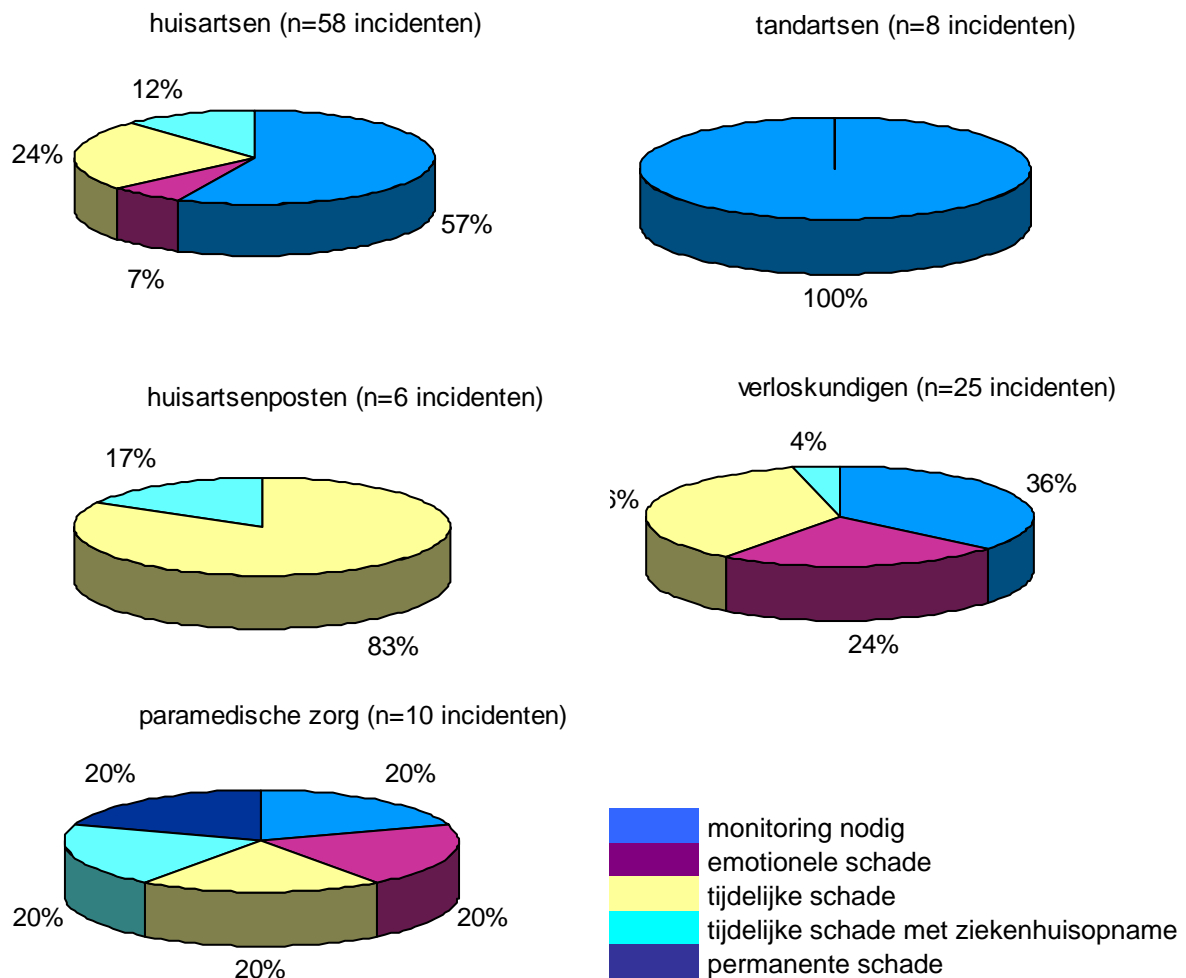 huisartsen (n=58 incidenten)
12%
24%
57%
7%
tandartsen (n=8 incidenten)
100%
huisartsenposten (n=6 incidenten)
17%
83%
verloskundigen (n=25 incidenten)
4%
36%
6%
24%
paramedische zorg (n=10 incidenten)
20%
20%
20%
20%
20%
monitoring nodig
emotionele schade
tijdelijke schade
tijdelijke schade met ziekenhuisopname
permanente schade